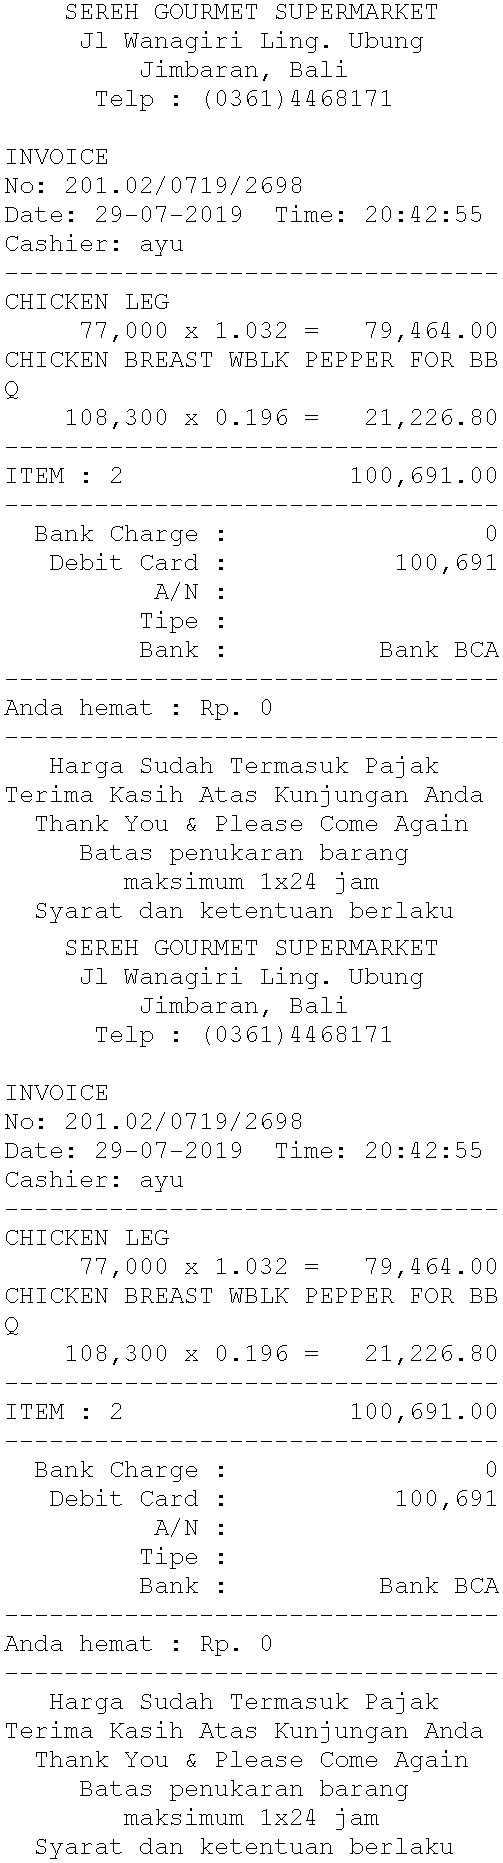 SEREH GOURMET SUPERMARKET
Jl Wanagiri Ling. Ubung
Jimbaran, Bali
Telp : (0361)4468171
INVOICE
No: 201.02/0719/2698
Date: 29-07-2019  Time: 20:42:55
Cashier: ayu
---------------------------------
CHICKEN LEG
77,000 x 1.032 =   79,464.00
CHICKEN BREAST WBLK PEPPER FOR BB
Q
108,300 x 0.196 =   21,226.80
---------------------------------
ITEM : 2               100,691.00
---------------------------------
Bank Charge :                 0
Debit Card :           100,691
A/N :
Tipe :
Bank :          Bank BCA
---------------------------------
Anda hemat : Rp. 0
---------------------------------
Harga Sudah Termasuk Pajak
Terima Kasih Atas Kunjungan Anda
Thank You & Please Come Again
Batas penukaran barang
maksimum 1x24 jam
Syarat dan ketentuan berlaku
SEREH GOURMET SUPERMARKET
Jl Wanagiri Ling. Ubung
Jimbaran, Bali
Telp : (0361)4468171
INVOICE
No: 201.02/0719/2698
Date: 29-07-2019  Time: 20:42:55
Cashier: ayu
---------------------------------
CHICKEN LEG
77,000 x 1.032 =   79,464.00
CHICKEN BREAST WBLK PEPPER FOR BB
Q
108,300 x 0.196 =   21,226.80
---------------------------------
ITEM : 2               100,691.00
---------------------------------
Bank Charge :                 0
Debit Card :           100,691
A/N :
Tipe :
Bank :          Bank BCA
---------------------------------
Anda hemat : Rp. 0
---------------------------------
Harga Sudah Termasuk Pajak
Terima Kasih Atas Kunjungan Anda
Thank You & Please Come Again
Batas penukaran barang
maksimum 1x24 jam
Syarat dan ketentuan berlaku